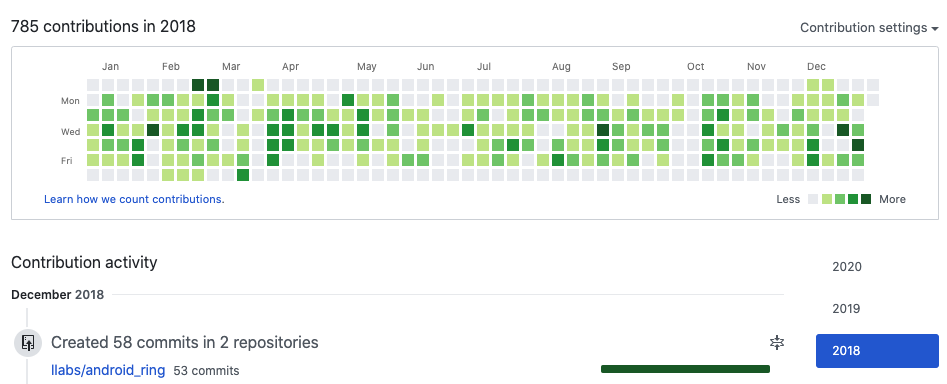 785 contributions in 2018
Contribution settings
Jan Feb Mar Apr May Jun Jul Aug Sep Oct Nov Dec
Mon
Wed
Fri
Learn how we count contributions.
Less More
Contribution activity
2020
December 2018
2019
Created 58 commits in 2 repositories
2018
llabs/android_ring 53 commits